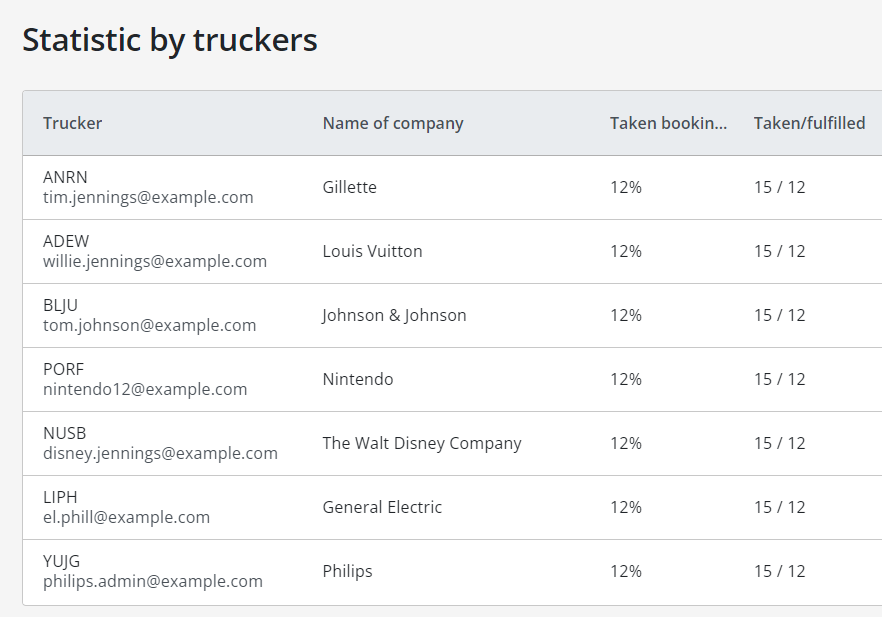 Statistic by truckers
Trucker Name of company Taken bookin... Taken/fulfilled
ANRN
tim.jennings@example.com Gillette 12% 15 / 12
ADEW
willie.jennings@example.com Louis Vuitton 12% 15 / 12
BLJU
tom.johnson@example.com Johnson & Johnson 12% 15 / 12
PORF
nintendo12@example.com Nintendo 12% 15 / 12
NUSB
disney.jennings@example.com The Walt Disney Company 12% 15 / 12
LIPH
el.phill@example.com General Electric 12% 15 / 12
YUJG
philips.admin@example.com Philips 12% 15 / 12